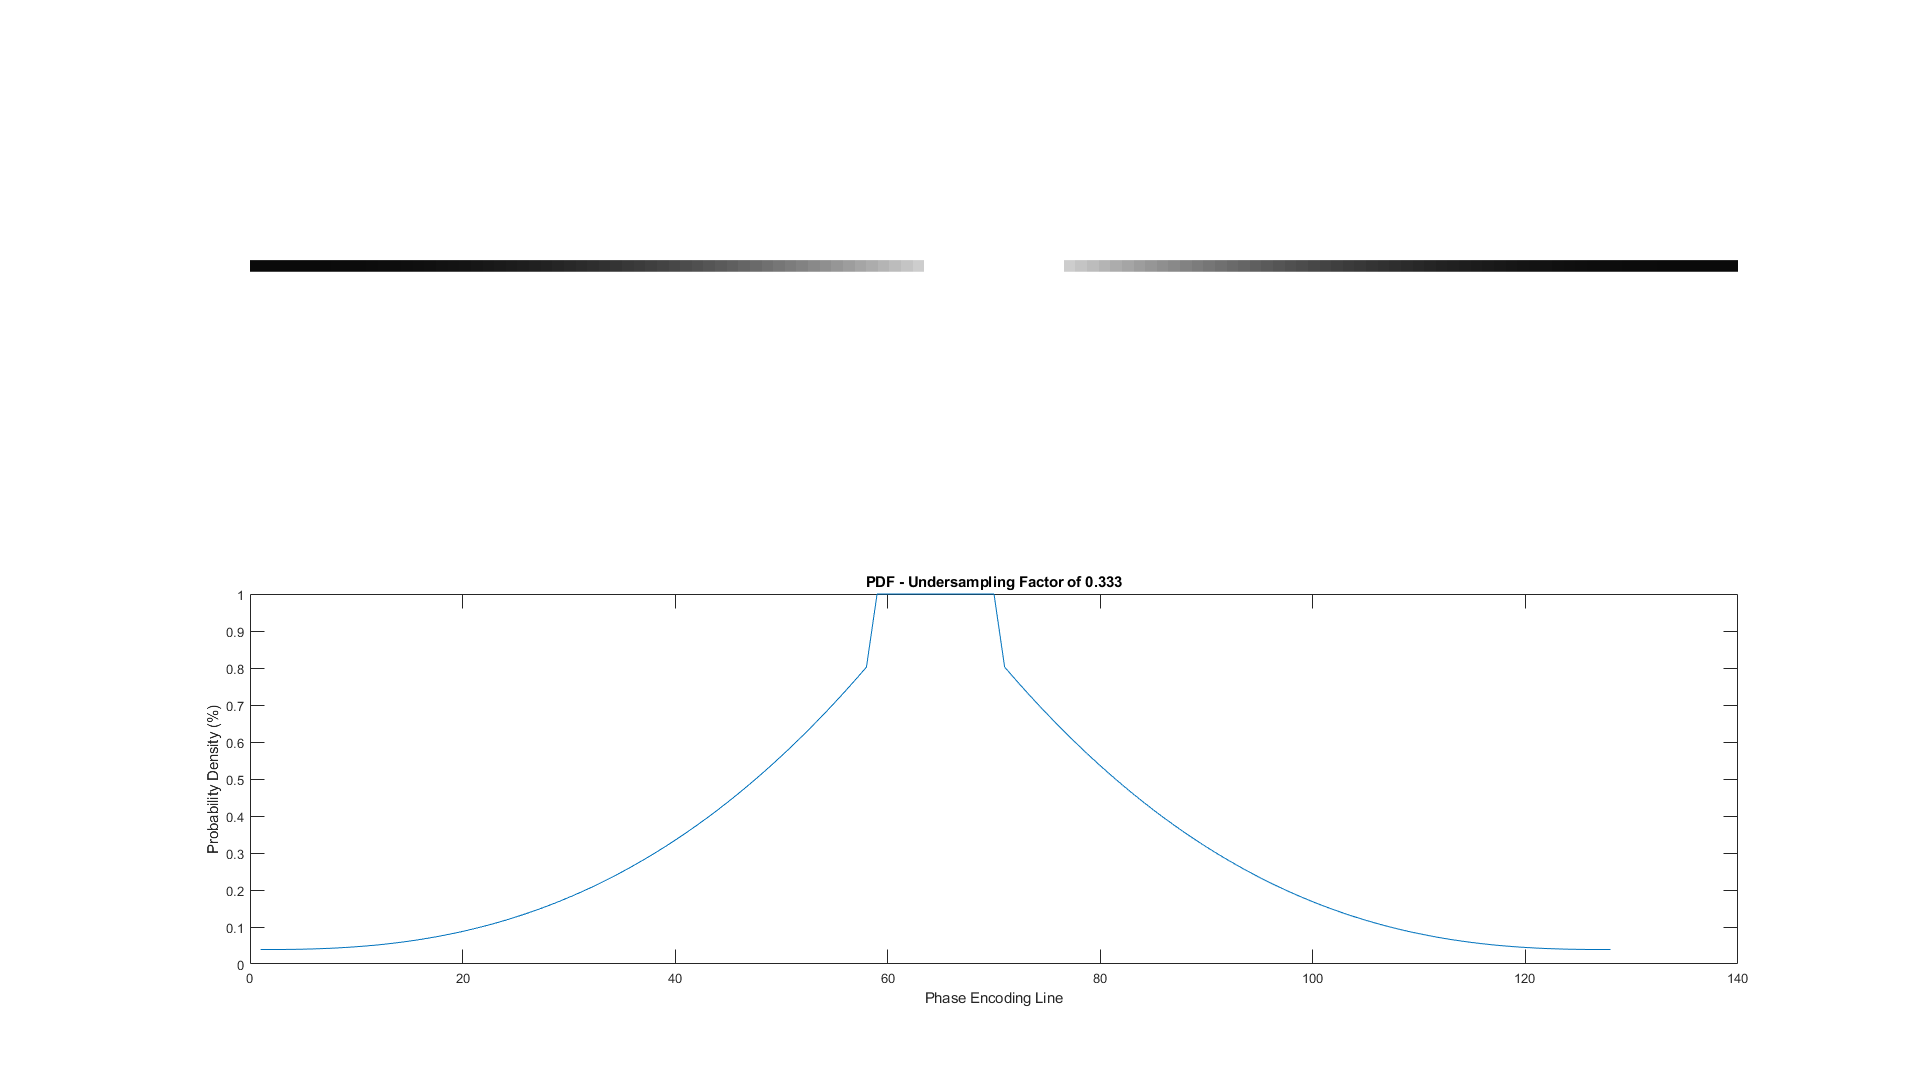 PDF - Undersampling Factor of 0.333
1
0.9
0.8
0.7
0.6
0.5
0.4
0.3
0.2
0.1
0
Probability Density (%)
0 20 40 60 80 100 120 140
Phase Encoding Line